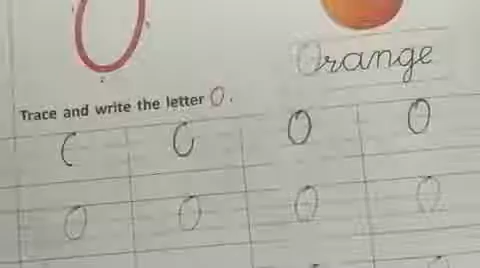 O
Orange
Trace and write the letter O.
C C O O
O O O O